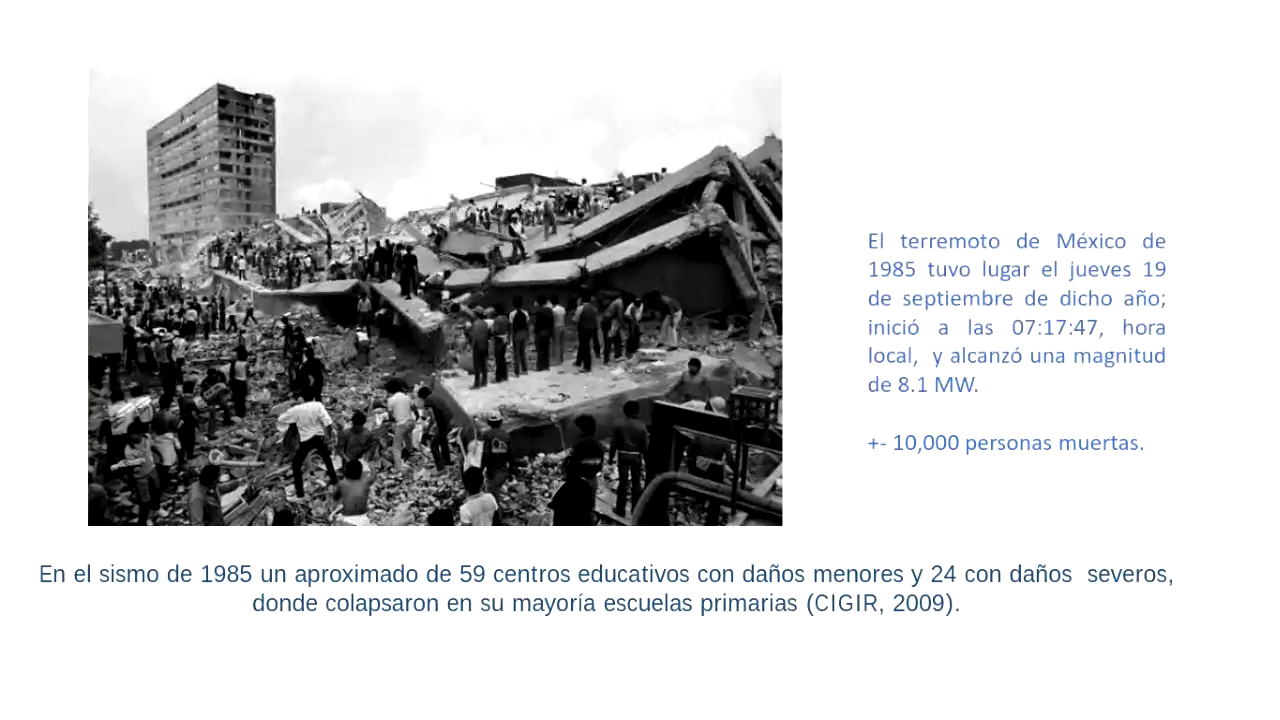 El terremoto de México de
1985 tuvo lugar el jueves 19
de septiembre de dicho año;
inició a las 07:17:47, hora
local, y alcanzó una magnitud
de 8.1 MW.
+- 10,000 personas muertas.
En el sismo de 1985 un aproximado de 59 centros educativos con daños menores y 24 con daños severos,
donde colapsaron en su mayoría escuelas primarias (CIGIR, 2009).